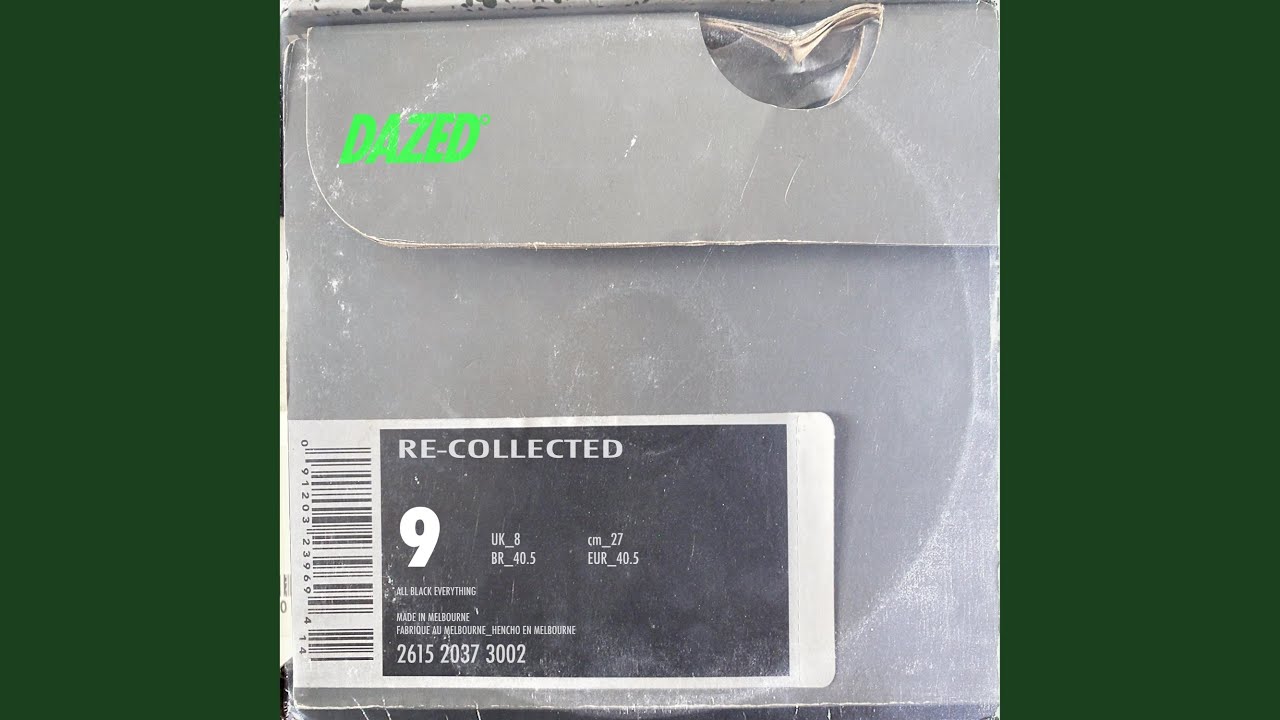 DAZED°
RE-COLLECTED
9
UK_8
cm_27
BR_40.5
EUR_40.5
ALL BLACK EVERYTHING
MADE IN MELBOURNE
FABRIQUE AU MELBOURNE_HENCHO EN MELBOURNE
2615 2037 3002
0 91203 23969 4 14